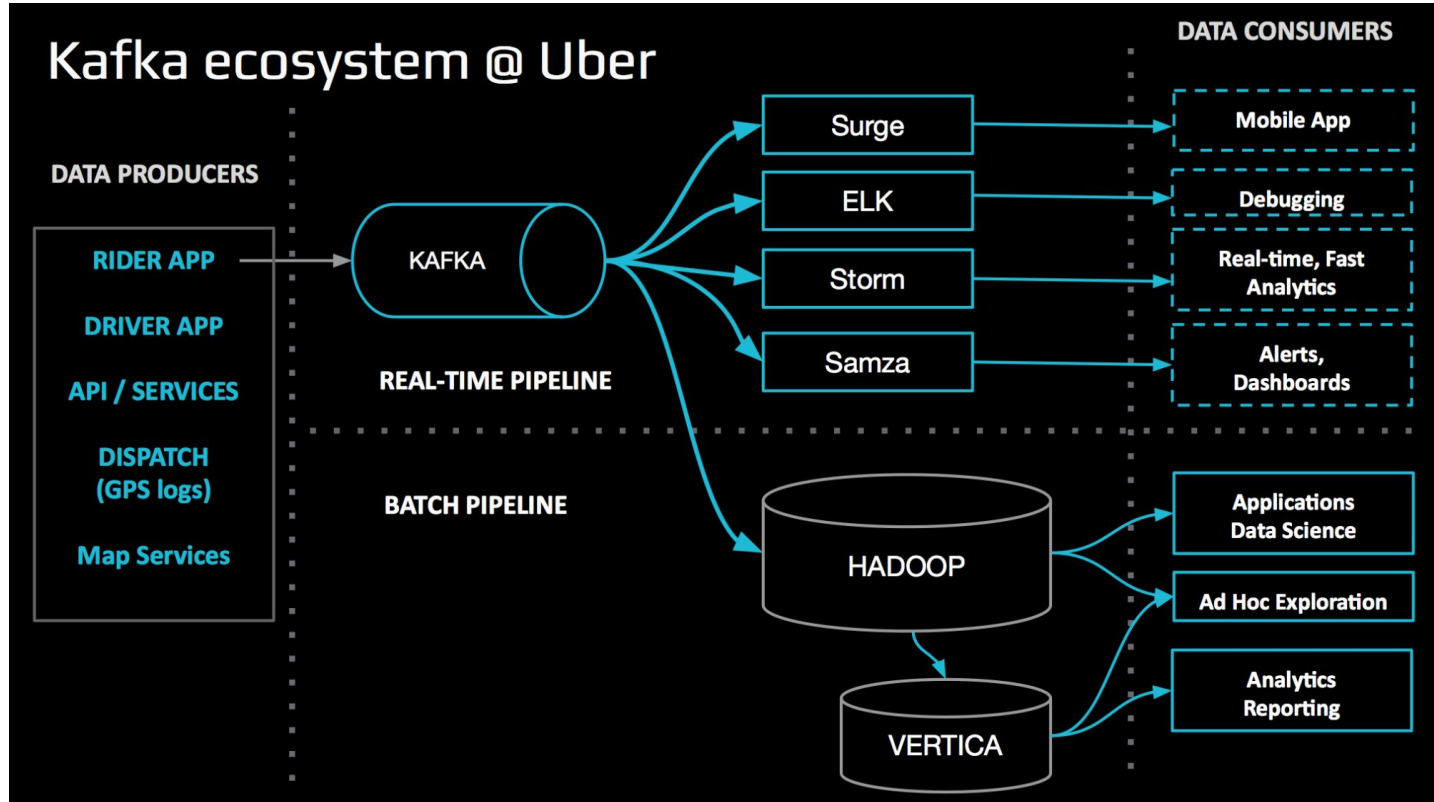 Kafka ecosystem @ Uber
DATA PRODUCERS
RIDER APP
DRIVER APP
API / SERVICES
DISPATCH
(GPS logs)
Map Services
KAFKA
REAL-TIME PIPELINE
BATCH PIPELINE
Surge
ELK
Storm
Samza
HADOOP
VERTICA
DATA CONSUMERS
Mobile App
Debugging
Real-time, Fast
Analytics
Alerts,
Dashboards
Applications
Data Science
Ad Hoc Exploration
Analytics
Reporting